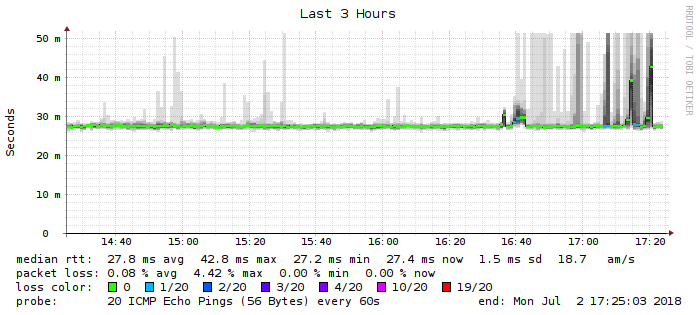 Last 3 Hours
RRDTOOL / TOBI OETIKER
Seconds
50 m
40 m
30 m
20 m
10 m
0
14:40 15:00 15:20 15:40 16:00 16:20 16:40 17:00 17:20
median rtt: 27.8 ms avg 42.8 ms max 27.2 ms min 27.4 ms now 1.5 ms sd 18.7 am/s
packet loss: 0.08 % avg 4.42 % max 0.00 % min 0.00 % now
loss color: 0 1/20 2/20 3/20 4/20 10/20 19/20
probe: 20 ICMP Echo Pings (56 Bytes) every 60s end: Mon Jul 2 17:25:03 2018